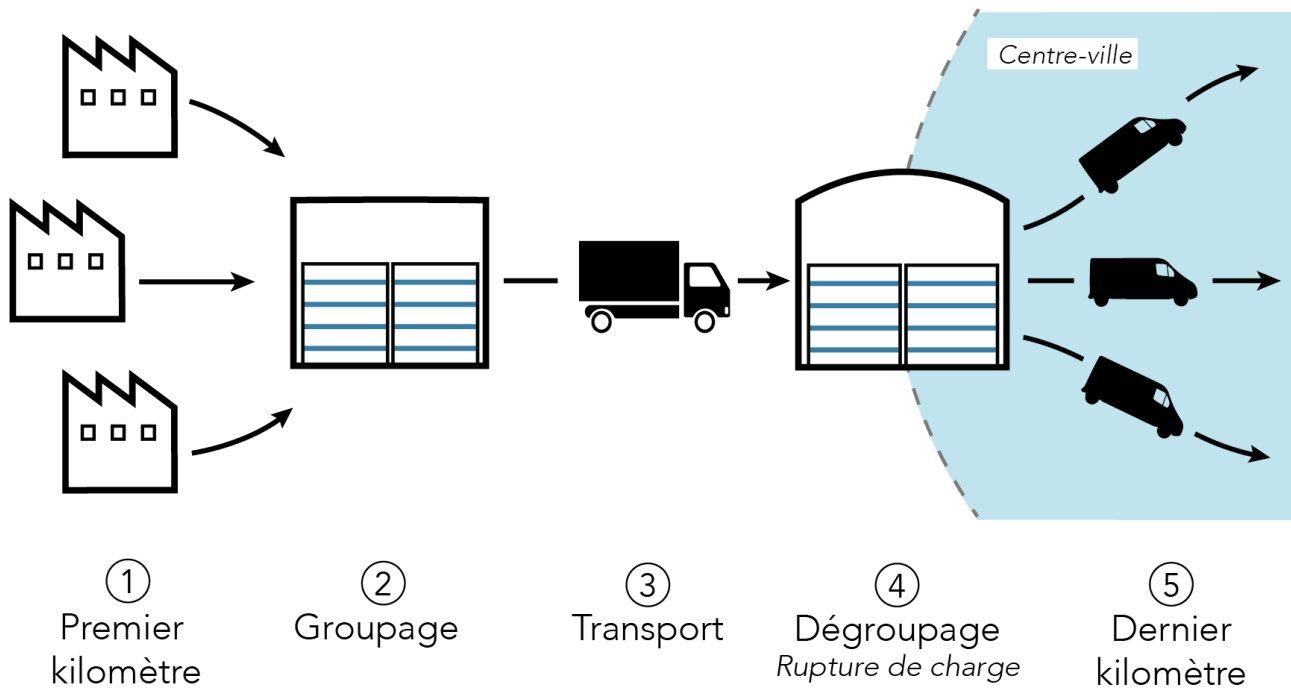 Centre-ville
1
Premier
kilomètre
2
Groupage
3
Transport
4
Dégroupage
Rupture de charge
5
Dernier
kilomètre